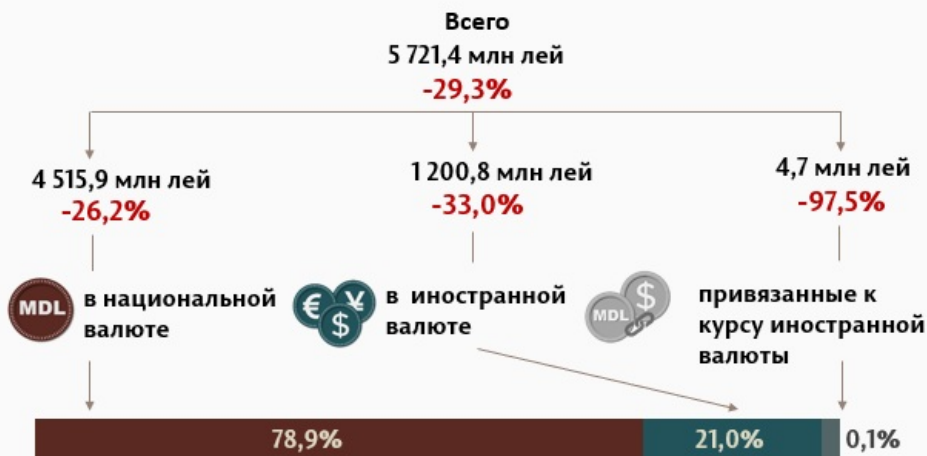 Всего
5 721,4 млн лей
-29,3%
4 515,9 млн лей
-26,2%
1 200,8 млн лей
-33,0%
4,7 млн лей
-97,5%
MDL
в национальной
валюте
€ ¥
$
в иностранной
валюте
MDL $
привязанные к
курсу иностранной
валюты
78,9%
21,0%
0,1%